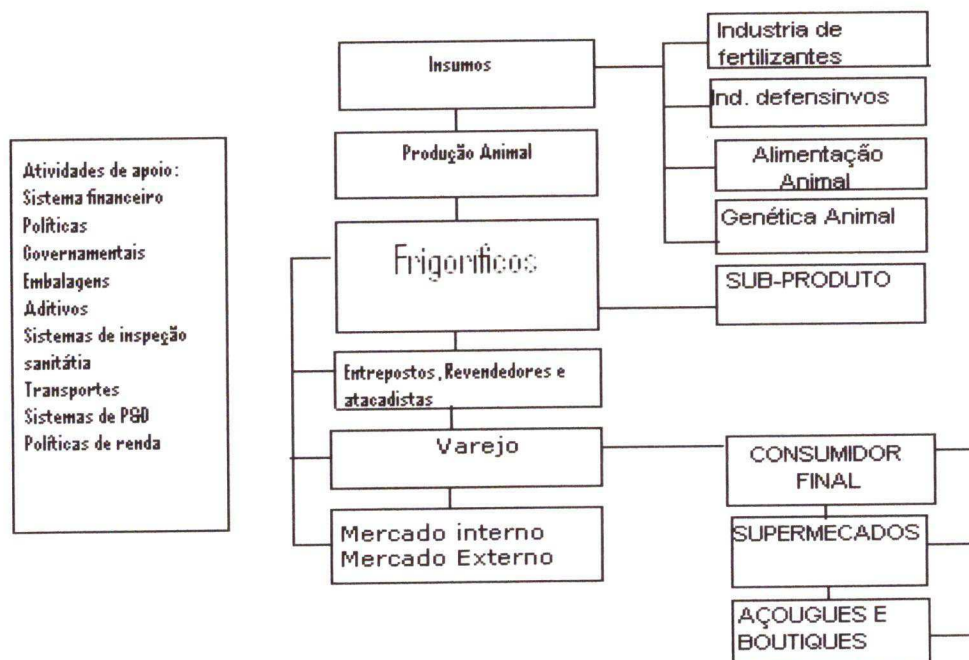 Atividades de apoio:
Sistema financeiro
Políticas
Governamentais
Embalagens
Aditivos
Sistemas de inspeção
sanitátia
Transportes
Sistemas de P&D
Políticas de renda
Insumos
Produção Animal
Frigoríficos
Entrepostos, Revendedores e
atacadistas
Varejo
Mercado interno
Mercado Externo
Industria de
fertilizantes
Ind. defensinvos
Alimentação
Animal
Genética Animal
SUB-PRODUTO
CONSUMIDOR
FINAL
SUPERMECADOS
AÇOUGUES E
BOUTIQUES